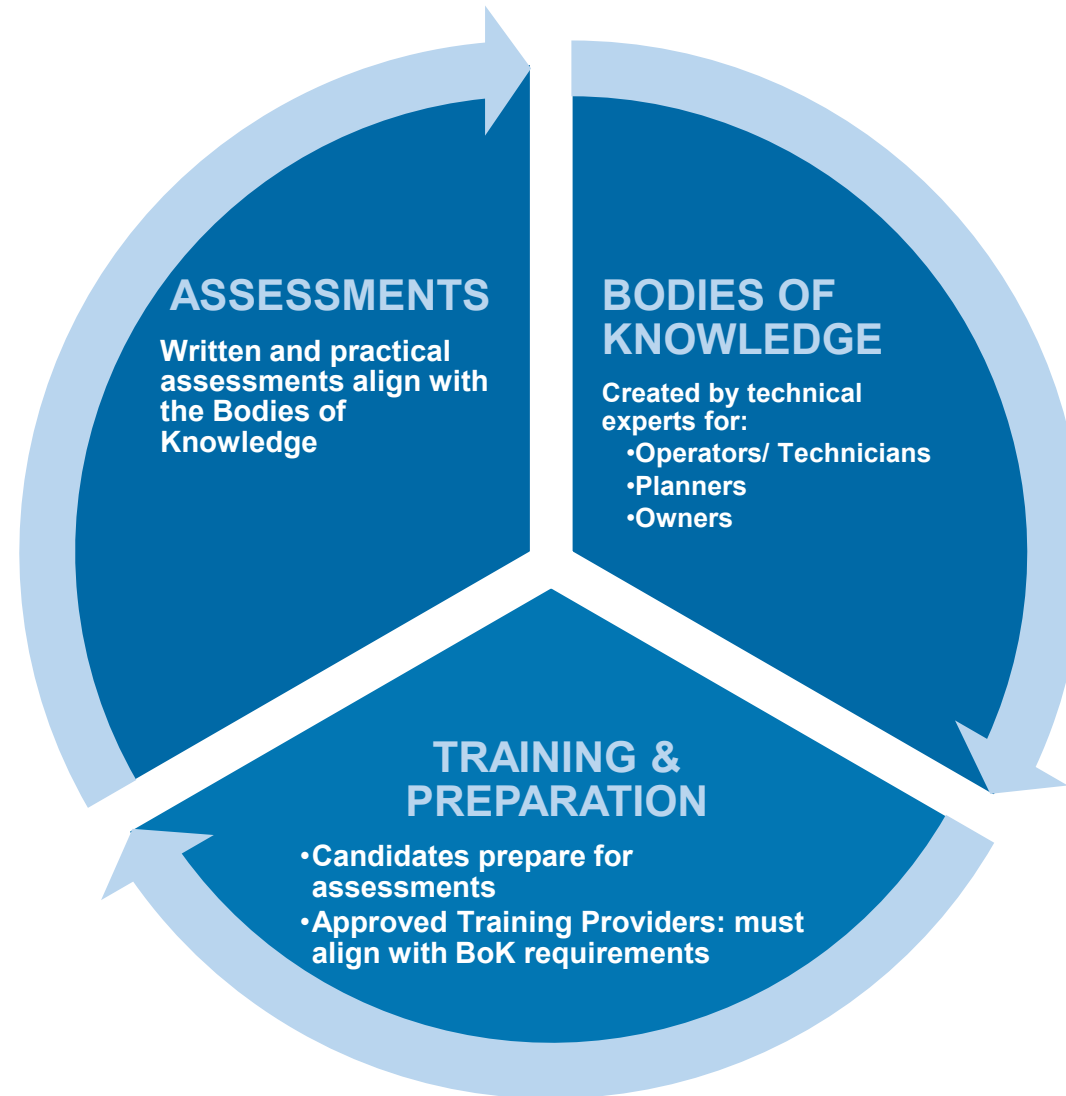 ASSESSMENTS
Written and practical
assessments align with
the Bodies of
Knowledge
BODIES OF
KNOWLEDGE
Created by technical
experts for:
•Operators/ Technicians
•Planners
•Owners
TRAINING &
PREPARATION
•Candidates prepare for
assessments
•Approved Training Providers: must
align with BoK requirements